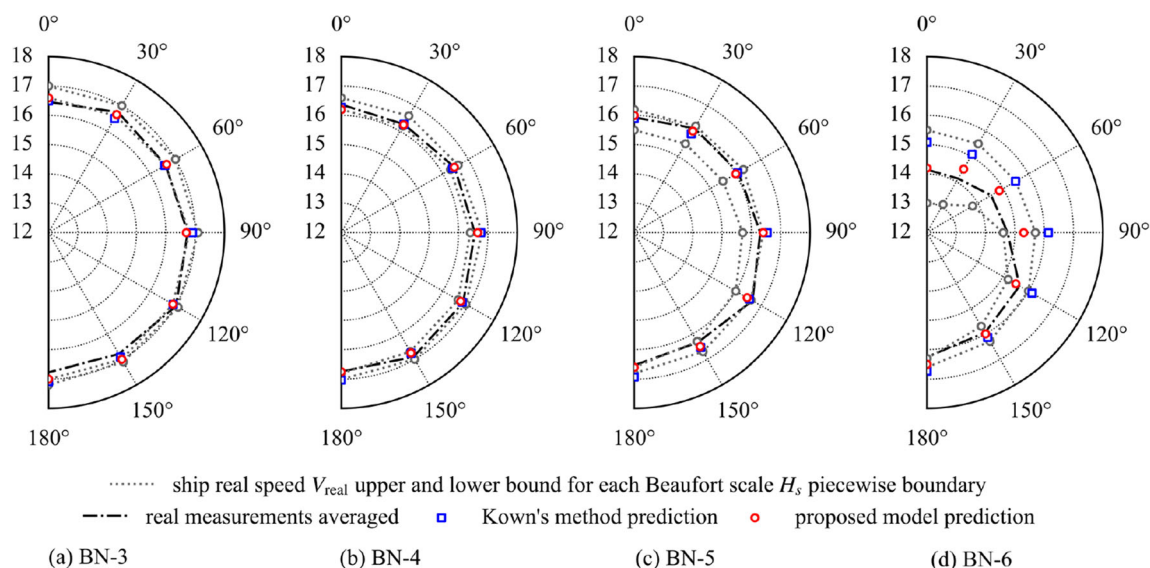 0° 0° 0° 0°
18 30° 18 30° 18 30° 18 30°
17 17 17 17
16 60° 16 60° 16 60° 16 60°
15 15 15 15
14 14 14 14
13 13 13 13
12 90° 12 90° 12 90° 12 90°
120° 120° 120° 120°
150° 150° 150° 150°
180° 180° 180° 180°
ship real speed V_real upper and lower bound for each Beaufort scale H_s piecewise boundary
real measurements averaged Kown's method prediction proposed model prediction
(a) BN-3 (b) BN-4 (c) BN-5 (d) BN-6